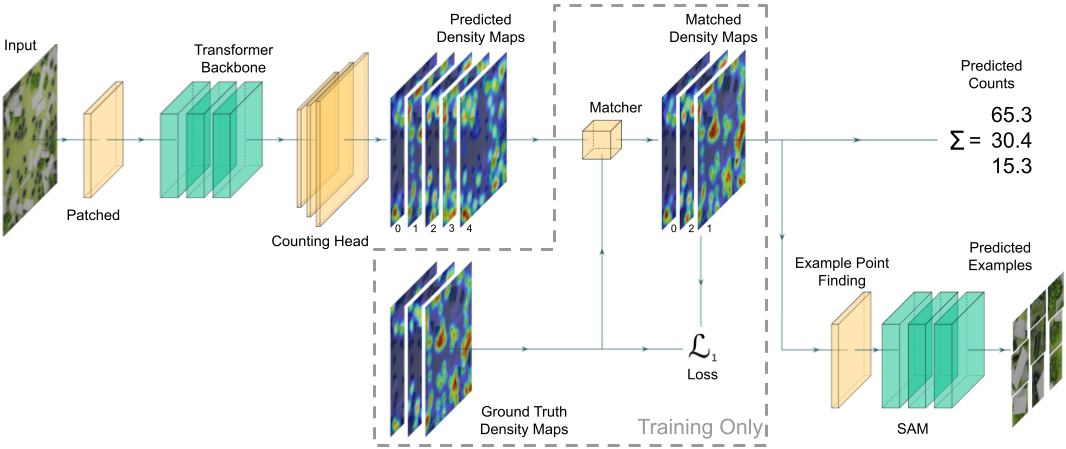 Input
Patched
Transformer
Backbone
Counting Head
Predicted
Density Maps
0 1 2 3 4
Matcher
Matched
Density Maps
0 2 1
Predicted
Counts
Σ =
65.3
30.4
15.3
Ground Truth
Density Maps
ℒ1
Loss
Training Only
Example Point
Finding
SAM
Predicted
Examples